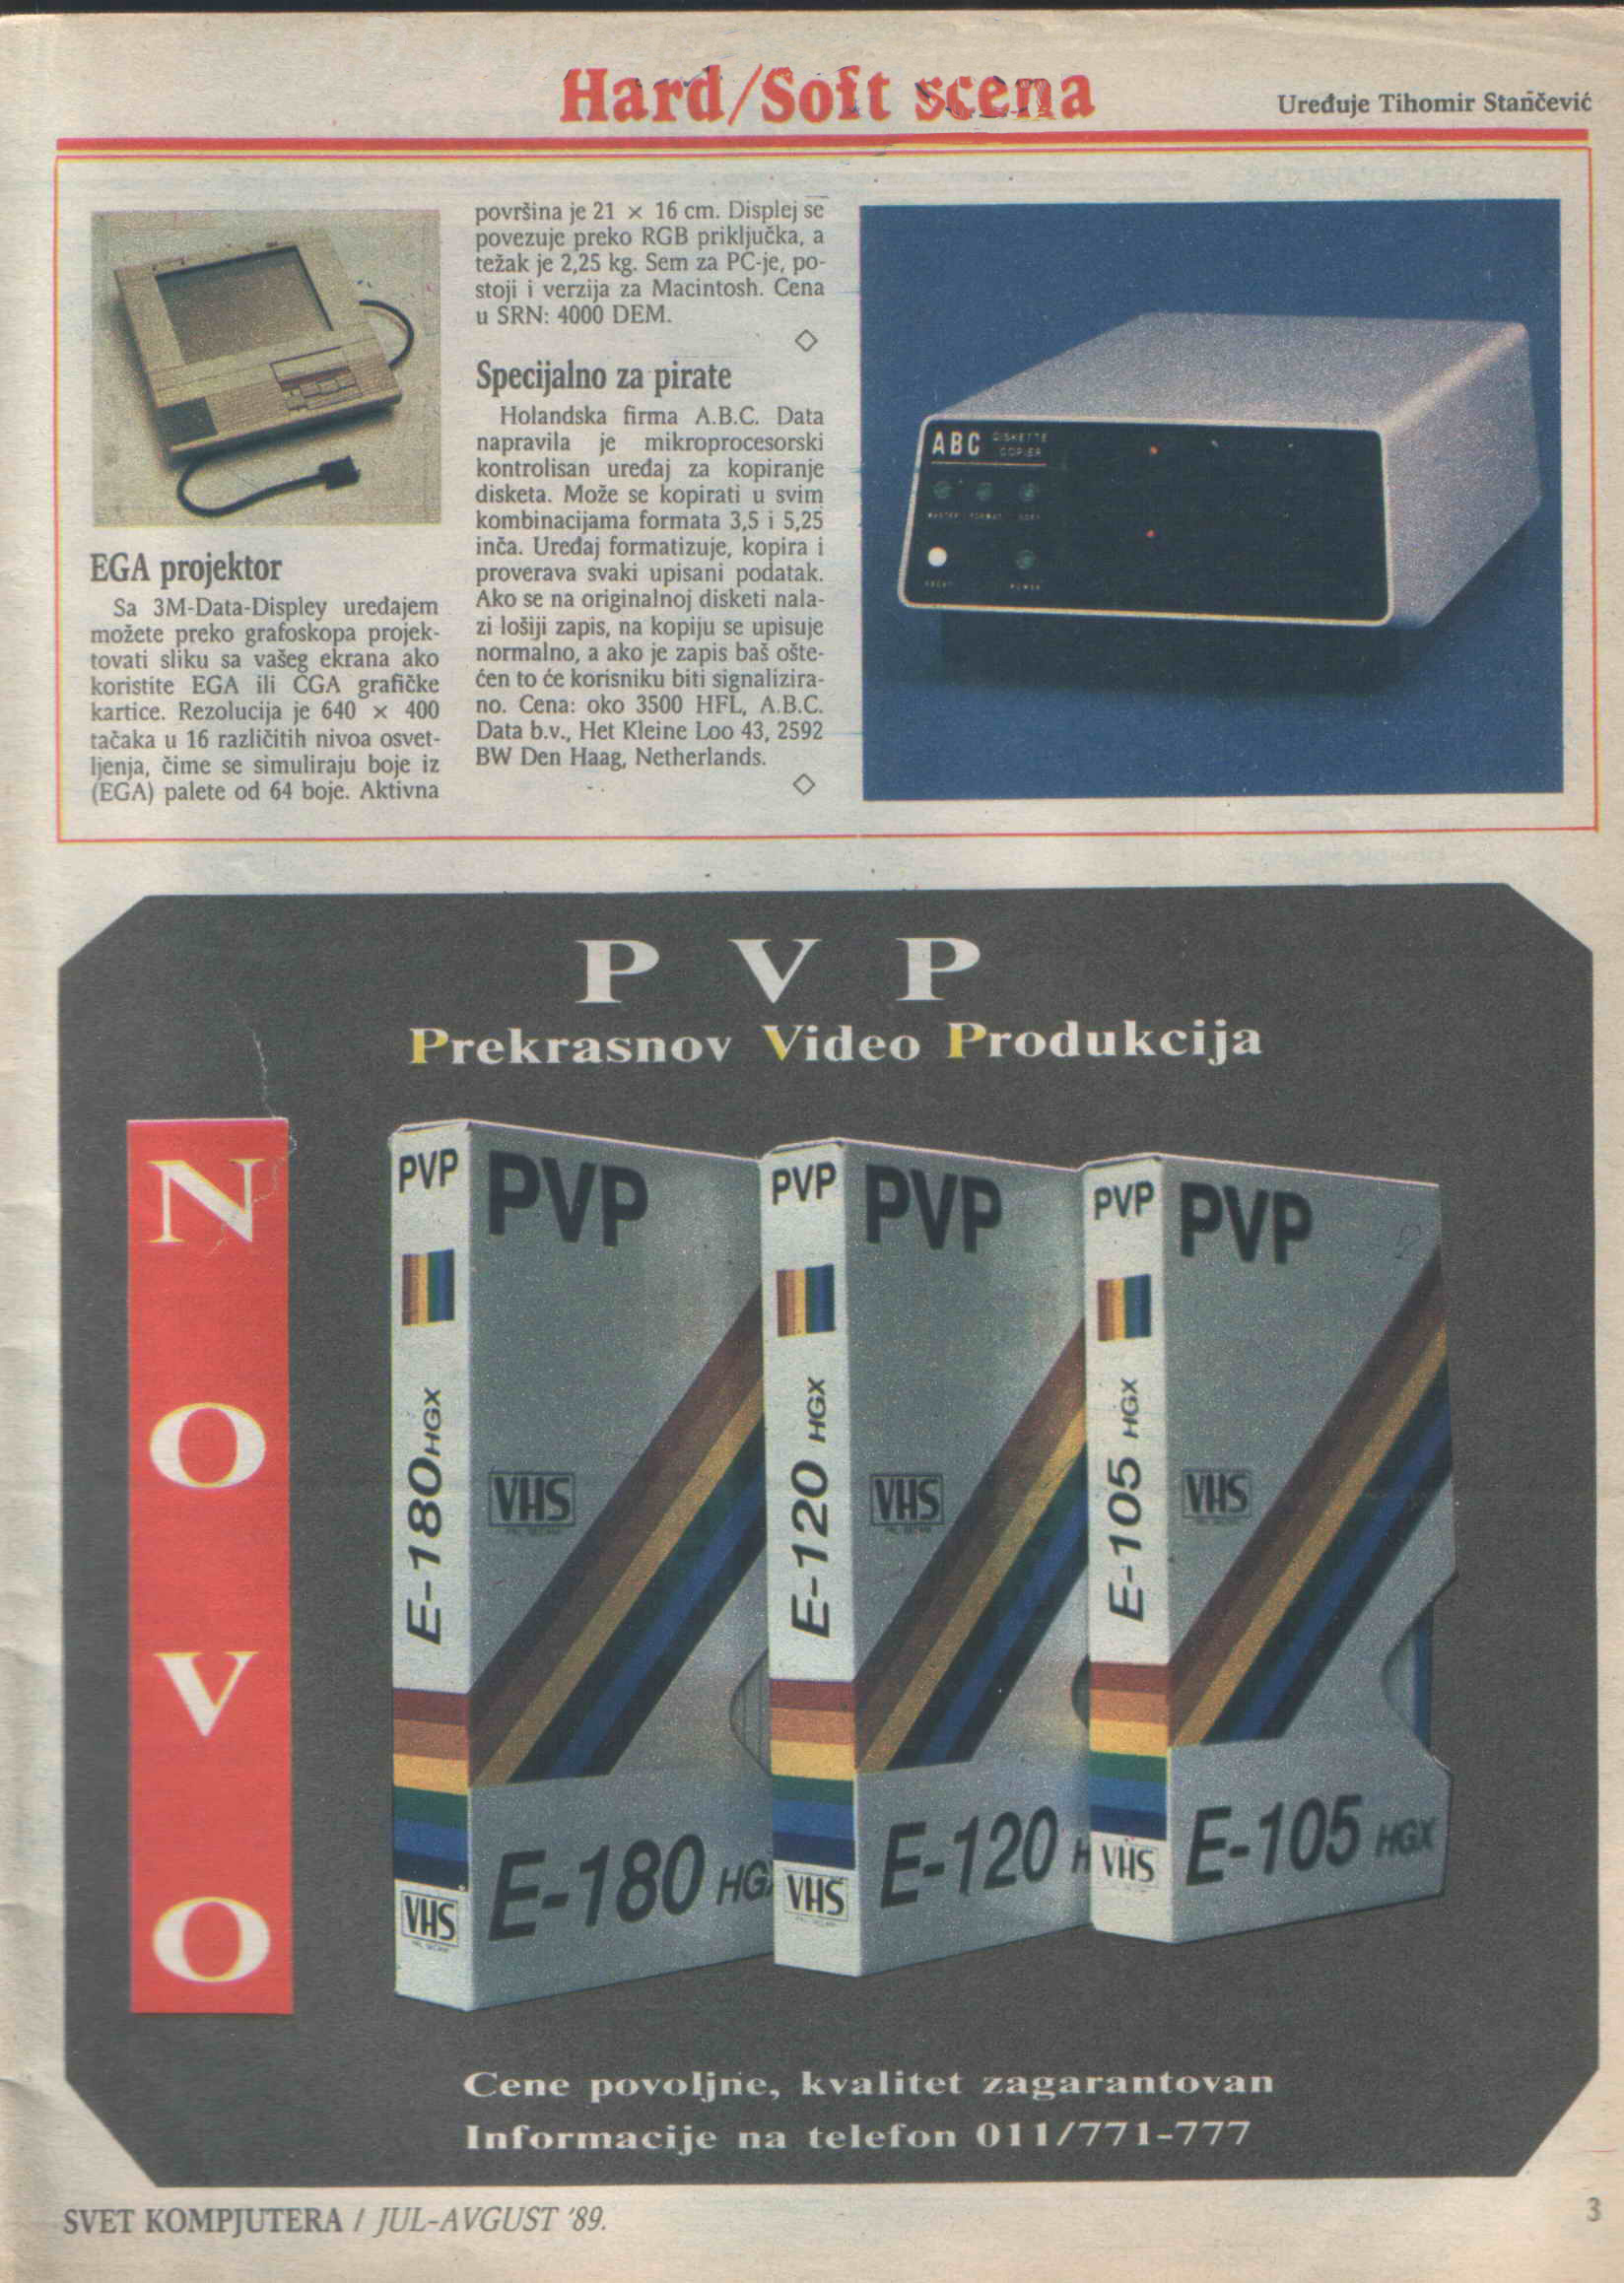 Hard/Soft scena
Uređuje Tihomir Stančević
EGA projektor
Sa 3M-Data-Displey uređajem
možete preko grafoskopa projek-
tovati sliku sa vašeg ekrana ako
koristite EGA ili CGA grafičke
kartice. Rezolucija je 640 × 400
tačaka u 16 različitih nivoa osvet-
ljenja, čime se simuliraju boje iz
(EGA) palete od 64 boje. Aktivna
površina je 21 × 16 cm. Displej se
povezuje preko RGB priključka, a
težak je 2,25 kg. Sem za PC-je, po-
stoji i verzija za Macintosh. Cena
u SRN: 4000 DEM.
Specijalno za pirate
Holandska firma A.B.C. Data
napravila je mikroprocesorski
kontrolisan uređaj za kopiranje
disketa. Može se kopirati u svim
kombinacijama formata 3,5 i 5,25
inča. Uređaj formatizuje, kopira i
proverava svaki upisani podatak.
Ako se na originalnoj disketi nala-
zi lošiji zapis, na kopiju se upisuje
normalno, a ako je zapis baš ošte-
ćen to će korisniku biti signalizira-
no. Cena: oko 3500 HFL, A.B.C.
Data b.v., Het Kleine Loo 43, 2592
BW Den Haag, Netherlands.
ABC DISKETTE
COPIER
MASTER FORMAT COPY
RESET POWER
P V P
Prekrasnov Video Produkcija
NOVO
PVP
E-180 HGX
VHS
PVP
VHS
E-180 HG
PVP
E-120 HGX
VHS
PVP
VHS
E-120 H
PVP
E-105 HGX
VHS
PVP
VHS
E-105 HGX
Cene povoljne, kvalitet zagarantovan
Informacije na telefon 011/771-777
SVET KOMPJUTERA / JUL-AVGUST '89.
3